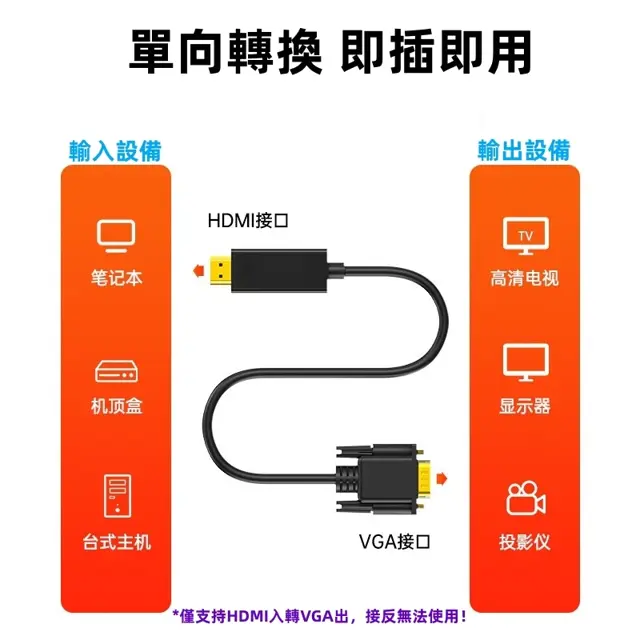 單向轉換 即插即用
輸入設備
笔记本
机顶盒
台式主机
HDMI接口
VGA接口
輸出設備
TV
高清电视
显示器
投影仪
*僅支持HDMI入轉VGA出，接反無法使用！